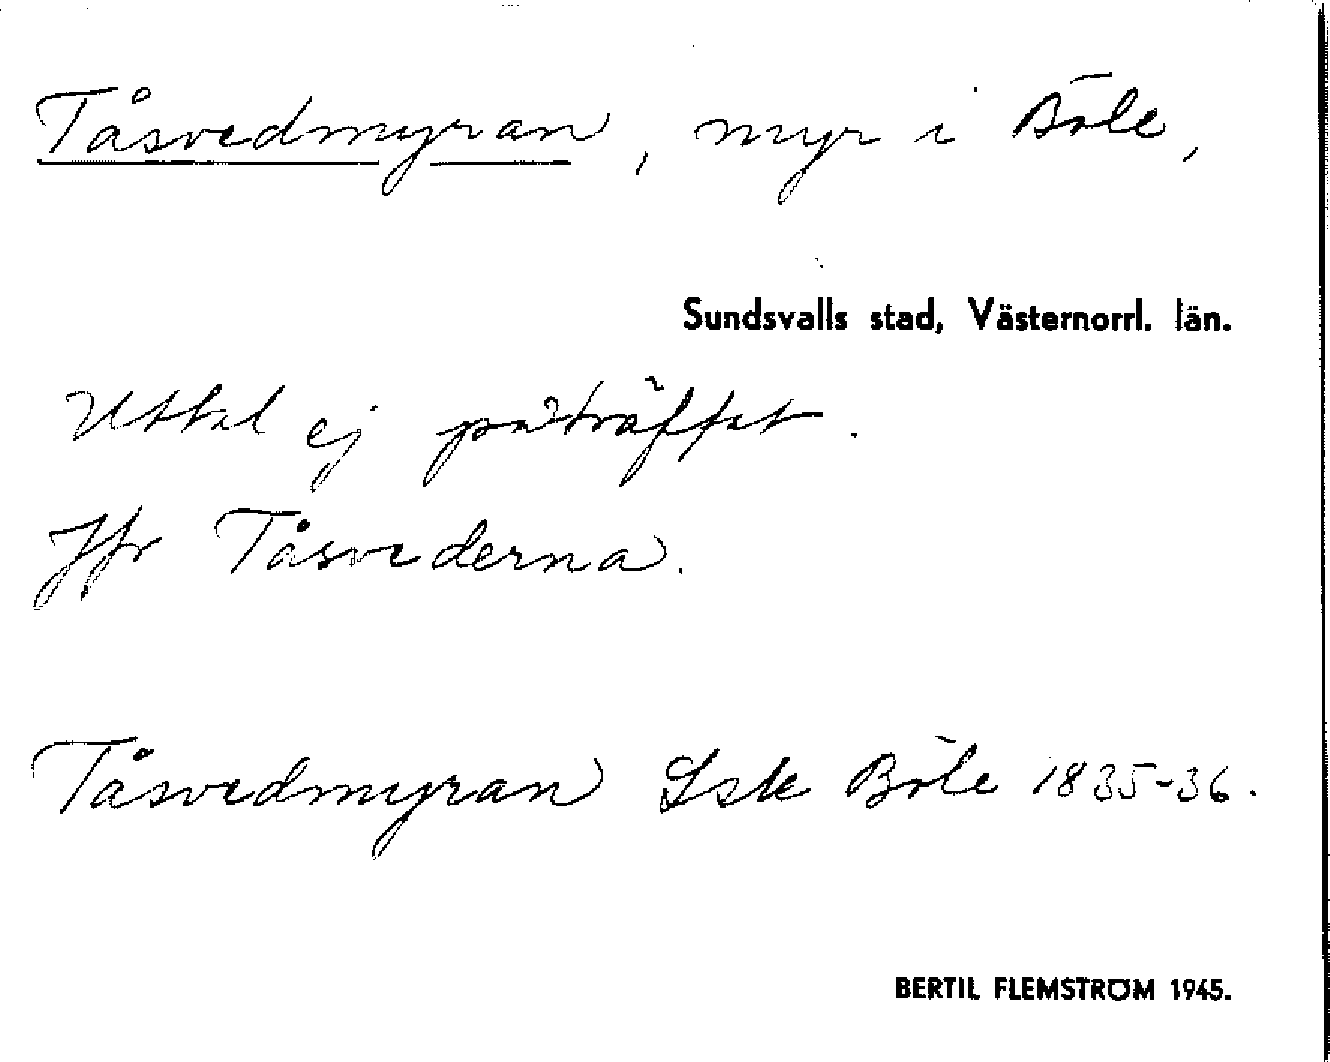 Tåsvedmyran, myr i Böle,
Sundsvalls stad, Västernorrl. län.
Uttal ej påträffat.
Jfr Tåsvederna.
Tåsvedmyran Lsk Böle 1835-36.
BERTIL FLEMSTRÖM 1945.